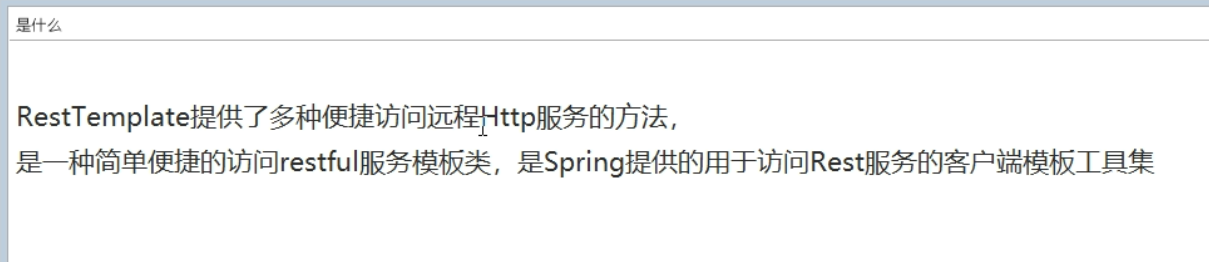 是什么
RestTemplate提供了多种便捷访问远程Http服务的方法，
是一种简单便捷的访问restful服务模板类，是Spring提供的用于访问Rest服务的客户端模板工具集